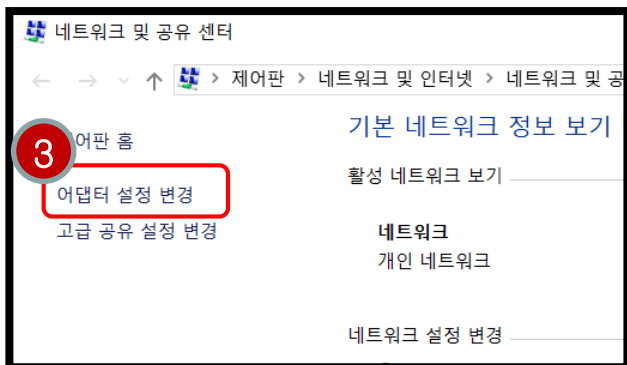 네트워크 및 공유 센터
← → ↑ > 제어판 > 네트워크 및 인터넷 > 네트워크 및 공
어판 홈
3
어댑터 설정 변경
고급 공유 설정 변경
기본 네트워크 정보 보기
활성 네트워크 보기
네트워크
개인 네트워크
네트워크 설정 변경